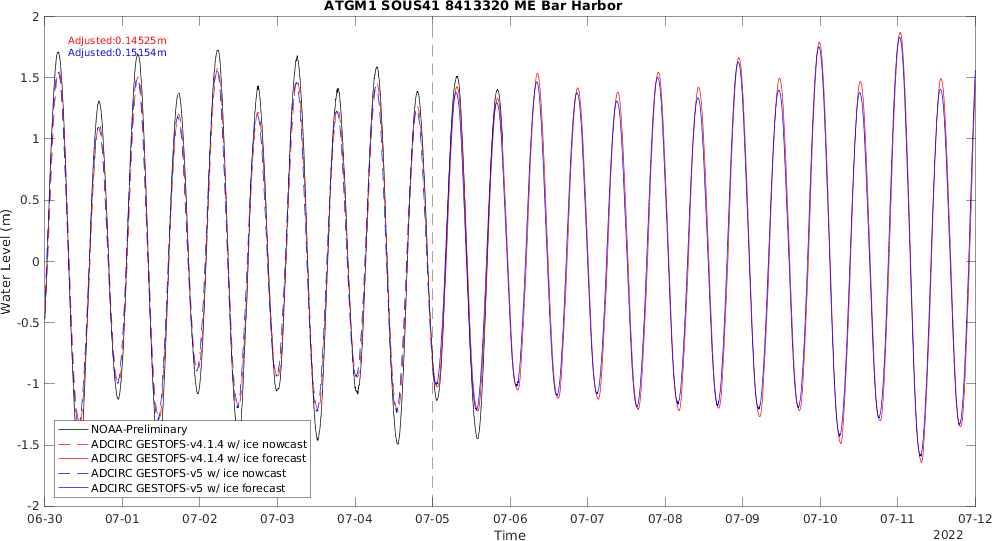 ATGM1 SOUS41 8413320 ME Bar Harbor
Adjusted:0.14525m
Adjusted:0.15154m
Water Level (m)
2
1.5
1
0.5
0
-0.5
-1
-1.5
-2
NOAA-Preliminary
ADCIRC GESTOFS-v4.1.4 w/ ice nowcast
ADCIRC GESTOFS-v4.1.4 w/ ice forecast
ADCIRC GESTOFS-v5 w/ ice nowcast
ADCIRC GESTOFS-v5 w/ ice forecast
06-30 07-01 07-02 07-03 07-04 07-05 07-06 07-07 07-08 07-09 07-10 07-11 07-12
Time
2022